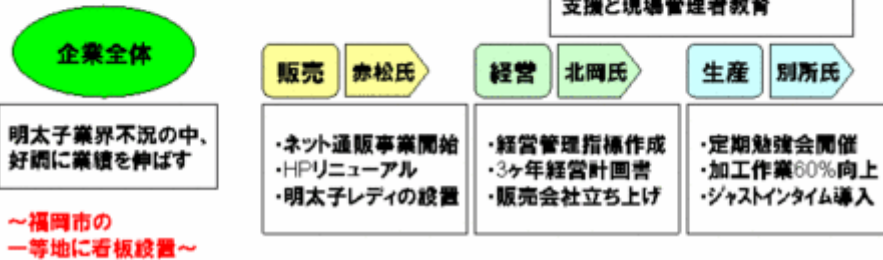 支援と現場管理者教育
企業全体
販売 赤松氏
経営 北岡氏
生産 別所氏
明太子業界不況の中、
好調に業績を伸ばす
・ネット通販事業開始
・HPリニューアル
・明太子レディの設置
・経営管理指標作成
・3ヶ年経営計画書
・販売会社立ち上げ
・定期勉強会開催
・加工作業60%向上
・ジャストインタイム導入
～福岡市の
一等地に看板設置～